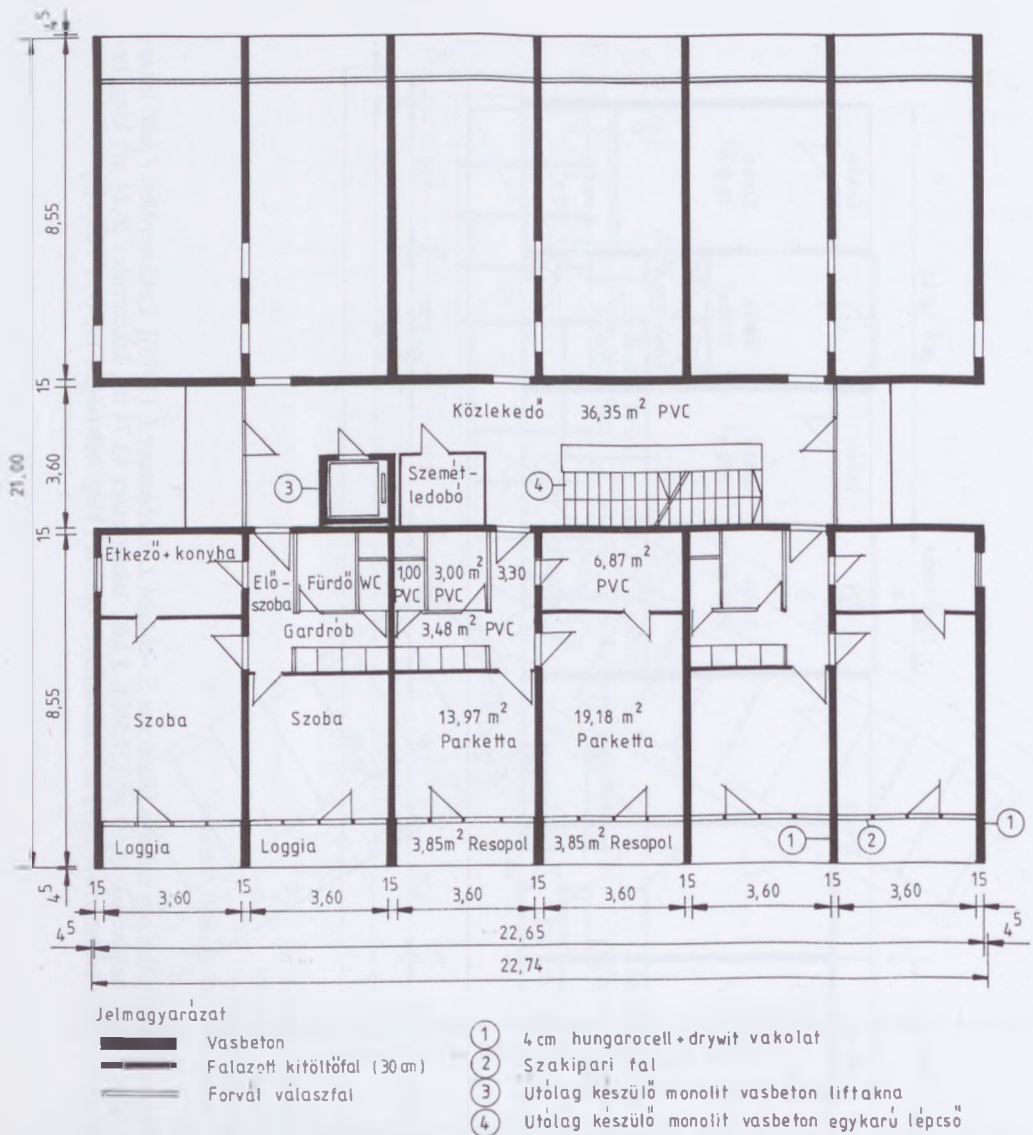 4⁵
8,55
15
3,60
21,00
15
8,55
4⁵
Közlekedő 36,35 m² PVC
3
Szemét-
ledobó
4
Étkező + konyha
Elő-
szoba
Fürdő
WC
1,00
PVC
3,00 m²
PVC
3,30
6,87 m²
PVC
Gardrób
3,48 m² PVC
Szoba
Szoba
13,97 m²
Parketta
19,18 m²
Parketta
Loggia
Loggia
3,85m² Resopol
3,85m² Resopol
1
2
1
15 3,60 15 3,60 15 3,60 15 3,60 15 3,60 15 3,60 15
4⁵ 22,65 4⁵
22,74
Jelmagyarázat
Vasbeton
Falazott kitöltőfal (30 cm)
Forvál válaszfal
1 4 cm hungarocell + drywit vakolat
2 Szakipari fal
3 Utólag készülő monolit vasbeton liftakna
4 Utólag készülő monolit vasbeton egykarú lépcső